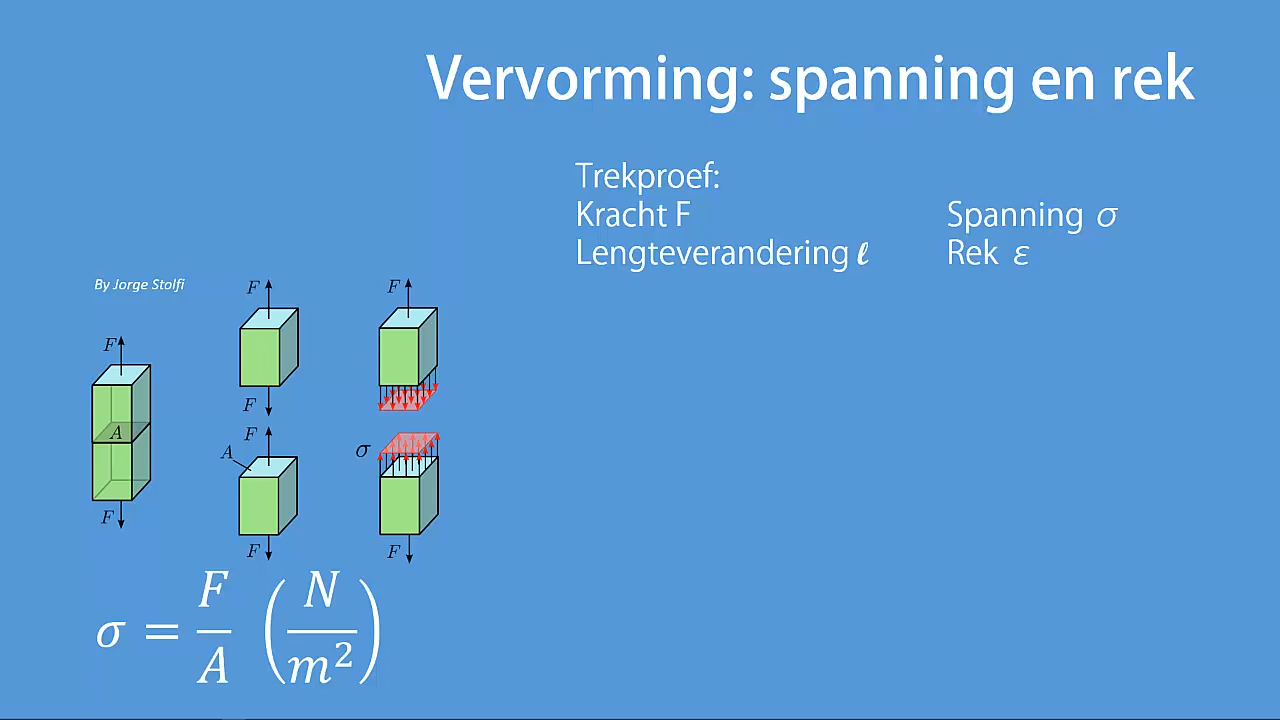 Vervorming: spanning en rek
Trekproef:
Kracht F Spanning σ
Lengteverandering ℓ Rek ε
By Jorge Stolfi
F F
F
F
A
F
F
F
A
F
σ
F F
σ = F/A (N/m²)